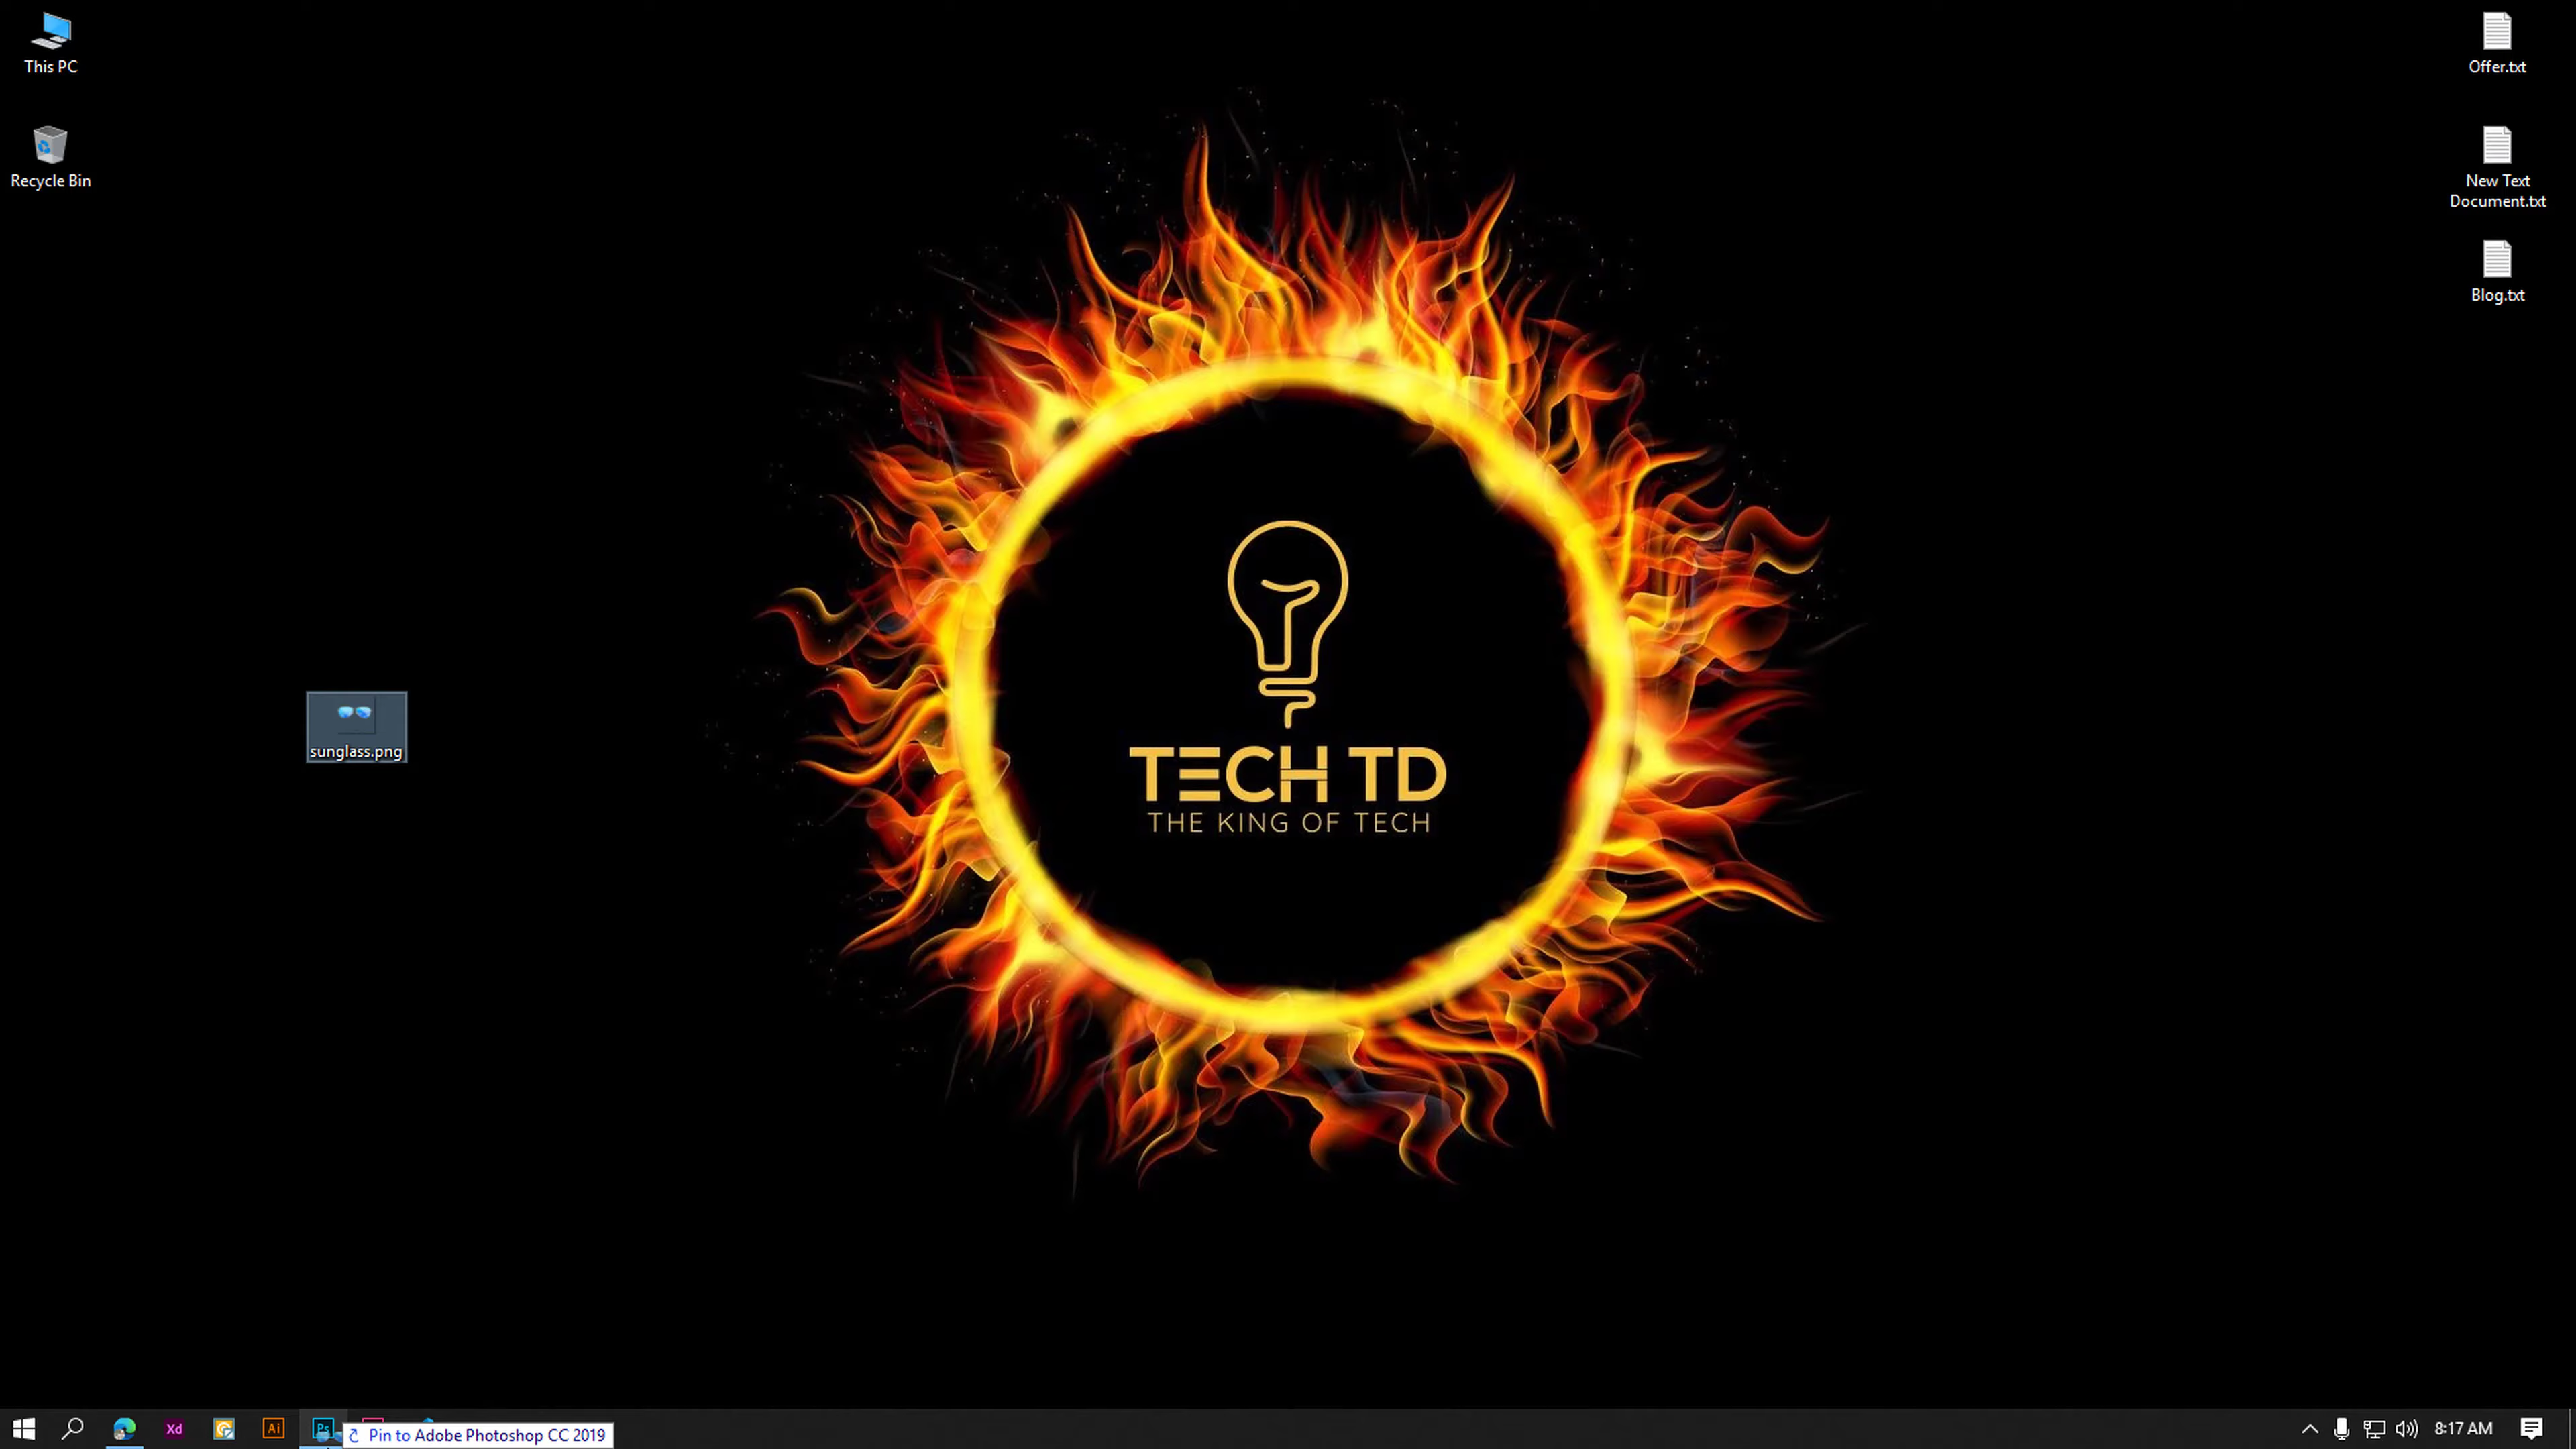 This PC
Recycle Bin
Offer.txt
New Text
Document.txt
Blog.txt
sunglass.png
TECH TD
THE KING OF TECH
Xd
Ai
Ps
Pin to Adobe Photoshop CC 2019
8:17 AM